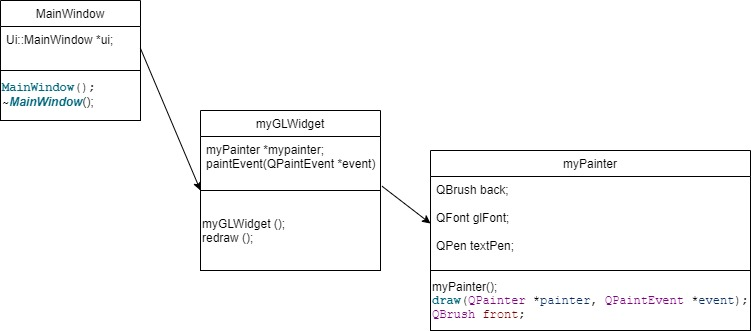 MainWindow
Ui::MainWindow *ui;
MainWindow();
~MainWindow();
myGLWidget
myPainter *mypainter;
paintEvent(QPaintEvent *event)
myGLWidget ();
redraw ();
myPainter
QBrush back;
QFont glFont;
QPen textPen;
myPainter();
draw(QPainter *painter, QPaintEvent *event);
QBrush front;